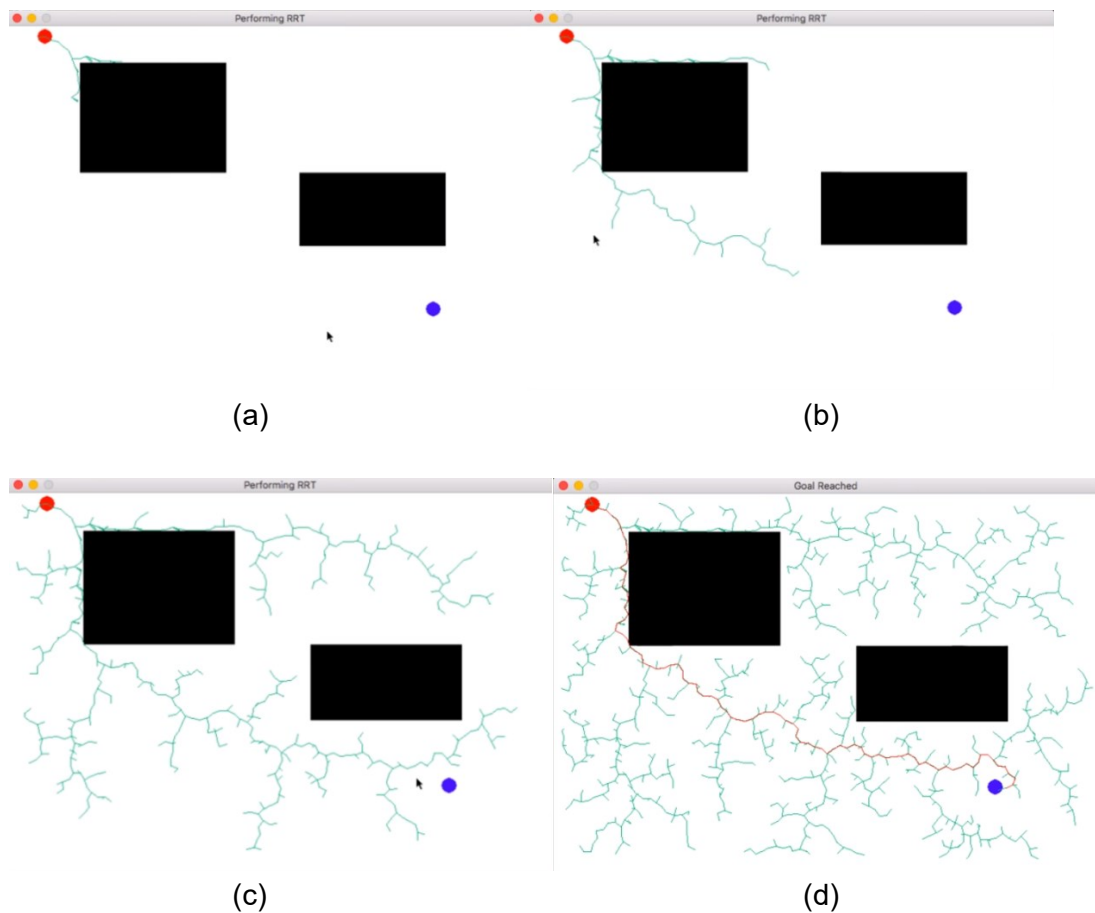 Performing RRT
Performing RRT
(a)
(b)
Performing RRT
Goal Reached
(c)
(d)